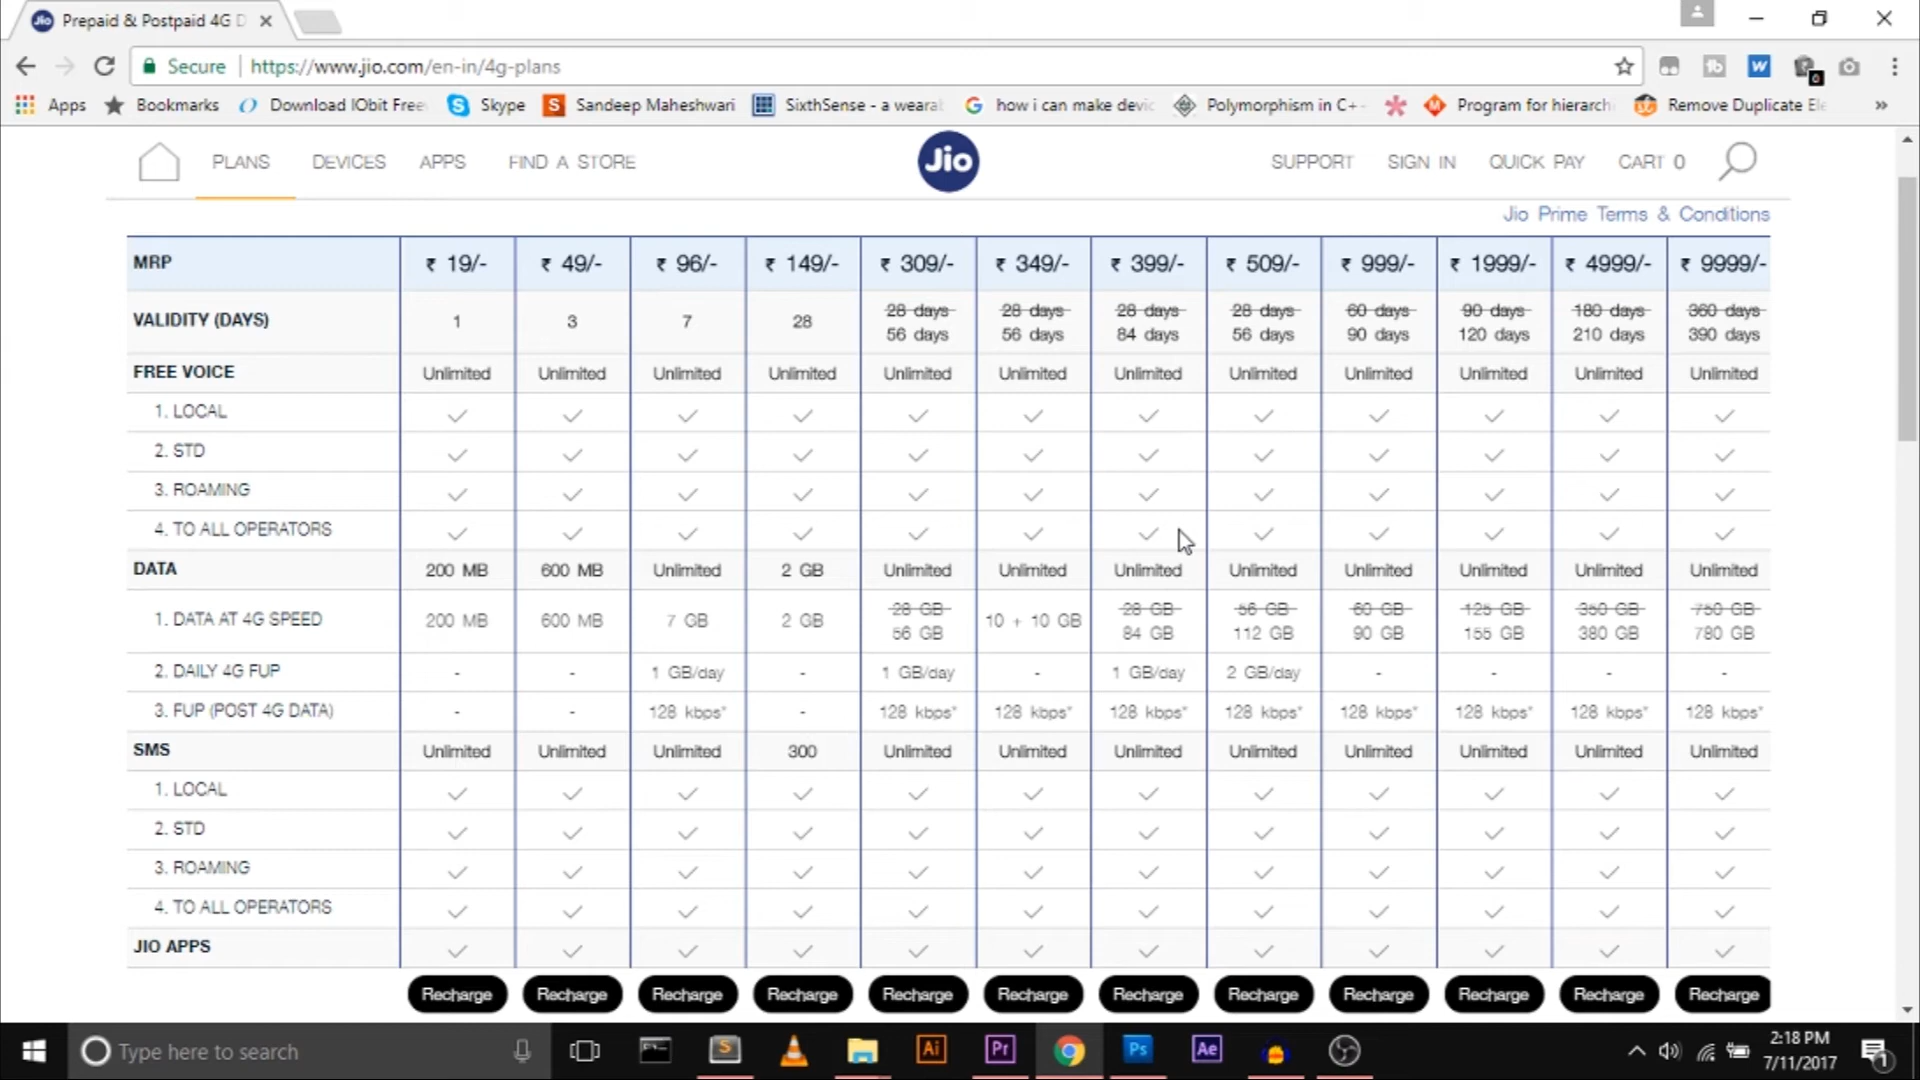 Jio Prepaid & Postpaid 4G D
Secure https://www.jio.com/en-in/4g-plans
Apps Bookmarks Download IObit Free Skype Sandeep Maheshwari SixthSense - a weara how i can make devic Polymorphism in C+ Program for hierarch Remove Duplicate Ele »
PLANS DEVICES APPS FIND A STORE Jio SUPPORT SIGN IN QUICK PAY CART 0
Jio Prime Terms & Conditions
MRP ₹ 19/- ₹ 49/- ₹ 96/- ₹ 149/- ₹ 309/- ₹ 349/- ₹ 399/- ₹ 509/- ₹ 999/- ₹ 1999/- ₹ 4999/- ₹ 9999/-
28 days 28 days 28 days 28 days 60 days 90 days 180 days 360 days
VALIDITY (DAYS) 1 3 7 28 56 days 56 days 84 days 56 days 90 days 120 days 210 days 390 days
FREE VOICE Unlimited Unlimited Unlimited Unlimited Unlimited Unlimited Unlimited Unlimited Unlimited Unlimited Unlimited Unlimited
1. LOCAL
2. STD
3. ROAMING
4. TO ALL OPERATORS
DATA 200 MB 600 MB Unlimited 2 GB Unlimited Unlimited Unlimited Unlimited Unlimited Unlimited Unlimited Unlimited
28 GB 28 GB 56 GB 60 GB 125 GB 350 GB 750 GB
1. DATA AT 4G SPEED 200 MB 600 MB 7 GB 2 GB 56 GB 10 + 10 GB 84 GB 112 GB 90 GB 155 GB 380 GB 780 GB
2. DAILY 4G FUP - - 1 GB/day - 1 GB/day - 1 GB/day 2 GB/day - - - -
3. FUP (POST 4G DATA) - - 128 kbps* - 128 kbps* 128 kbps* 128 kbps* 128 kbps* 128 kbps* 128 kbps* 128 kbps* 128 kbps*
SMS Unlimited Unlimited Unlimited 300 Unlimited Unlimited Unlimited Unlimited Unlimited Unlimited Unlimited Unlimited
1. LOCAL
2. STD
3. ROAMING
4. TO ALL OPERATORS
JIO APPS
Recharge Recharge Recharge Recharge Recharge Recharge Recharge Recharge Recharge Recharge Recharge Recharge
Type here to search S Ai Pr Ps Ae 2:18 PM
7/11/2017 1